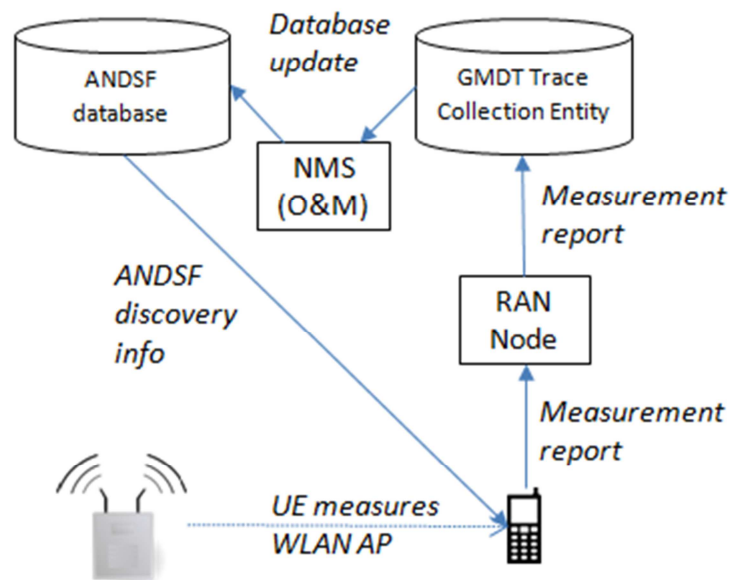 Database
update
ANDSF
database
GMDT Trace
Collection Entity
NMS
(O&M)
Measurement
report
ANDSF
discovery
info
RAN
Node
Measurement
report
UE measures
WLAN AP